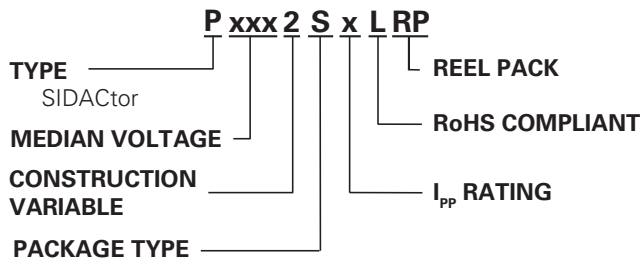 P xxx 2 S x L RP
TYPE
SIDACtor
MEDIAN VOLTAGE
CONSTRUCTION
VARIABLE
PACKAGE TYPE
REEL PACK
RoHS COMPLIANT
IPP RATING